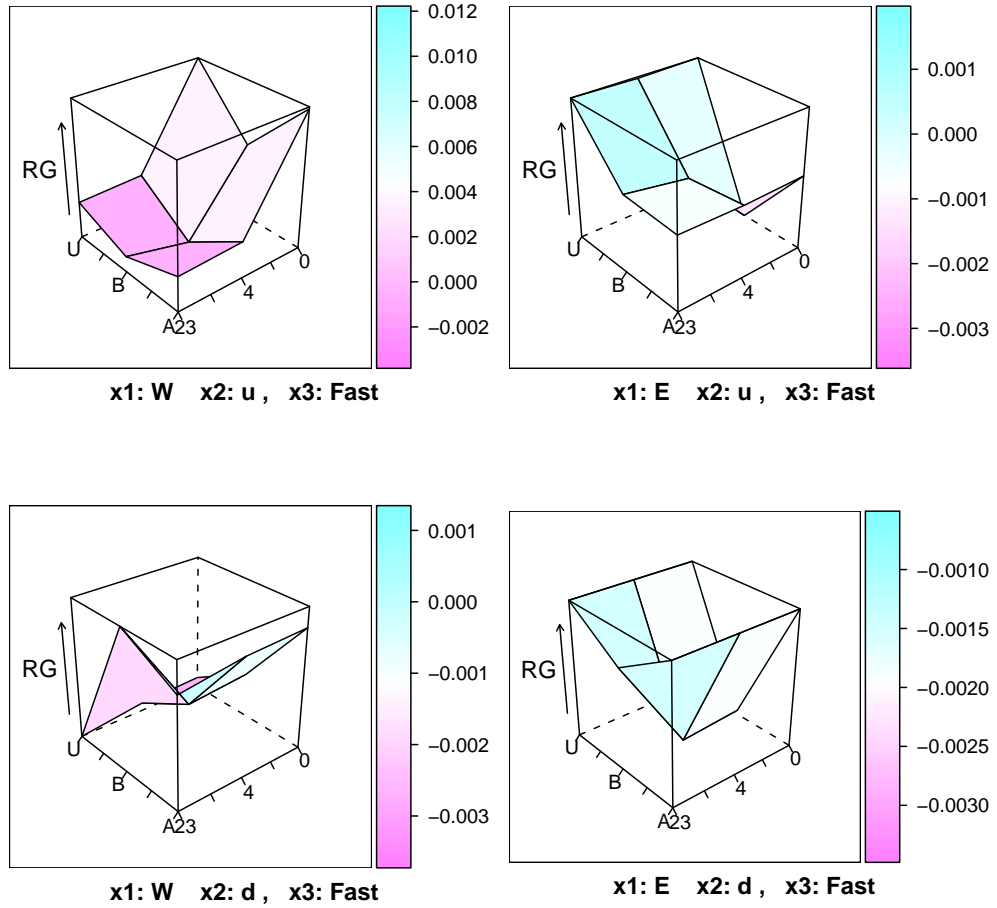 0.012
0.010
0.008
0.006
0.004
0.002
0.000
−0.002
RG
U
B
A23
4
0
x1: W x2: u , x3: Fast
0.001
0.000
−0.001
−0.002
−0.003
RG
U
B
A23
4
0
x1: E x2: u , x3: Fast
0.001
0.000
−0.001
−0.002
−0.003
RG
U
B
A23
4
0
x1: W x2: d , x3: Fast
−0.0010
−0.0015
−0.0020
−0.0025
−0.0030
RG
U
B
A23
4
0
x1: E x2: d , x3: Fast